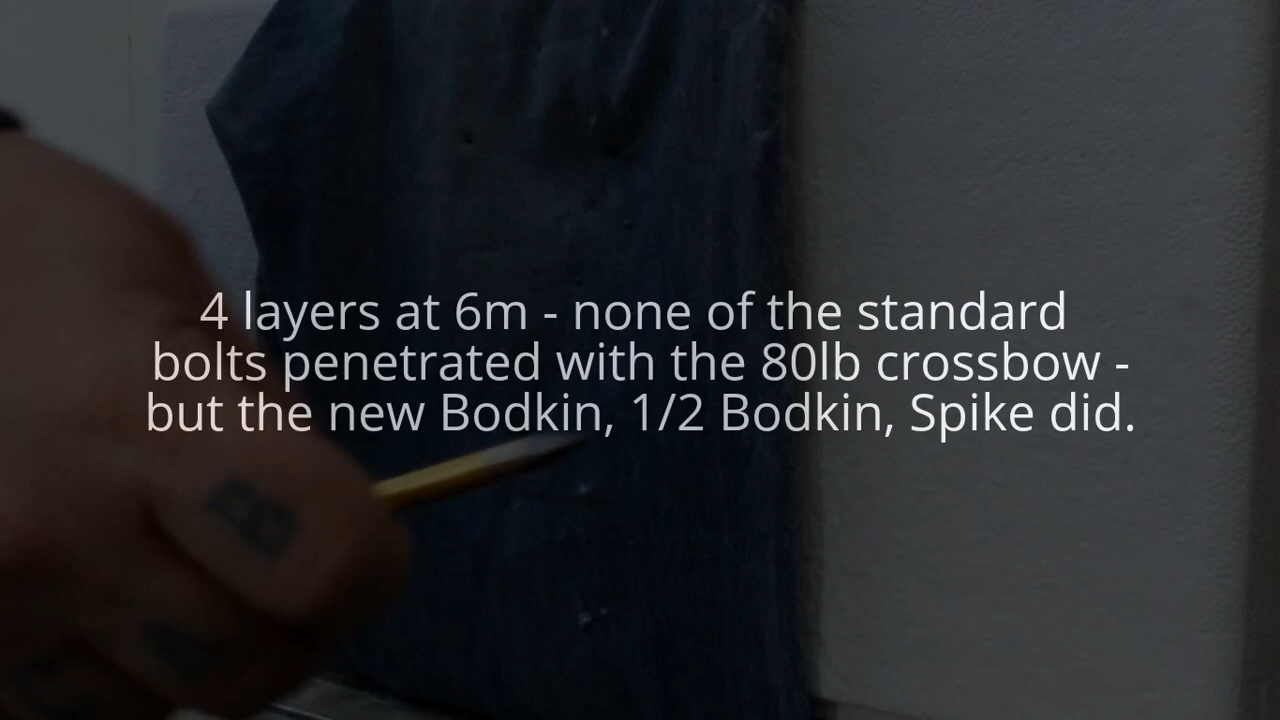 4 layers at 6m - none of the standard
bolts penetrated with the 80lb crossbow -
but the new Bodkin, 1/2 Bodkin, Spike did.